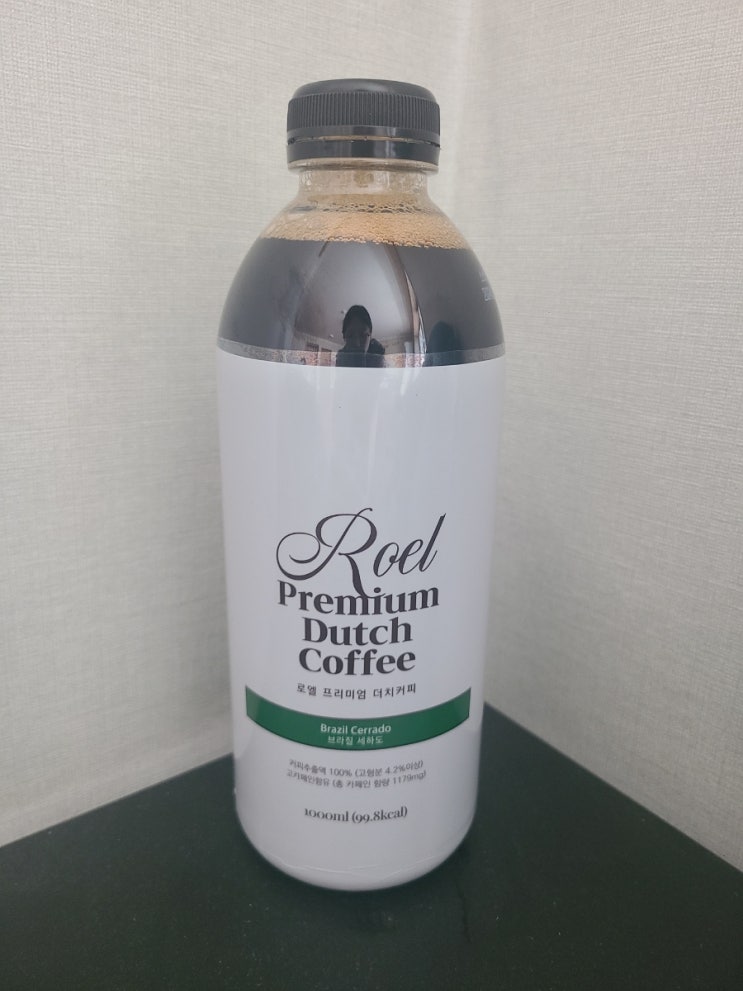 Roel
Premium
Dutch
Coffee
로엘 프리미엄 더치커피
Brazil Cerrado
브라질 세하도
커피추출액 100% (고형분 4.2%이상)
고카페인함유 (총 카페인 함량 1179mg)
1000ml (99.8kcal)